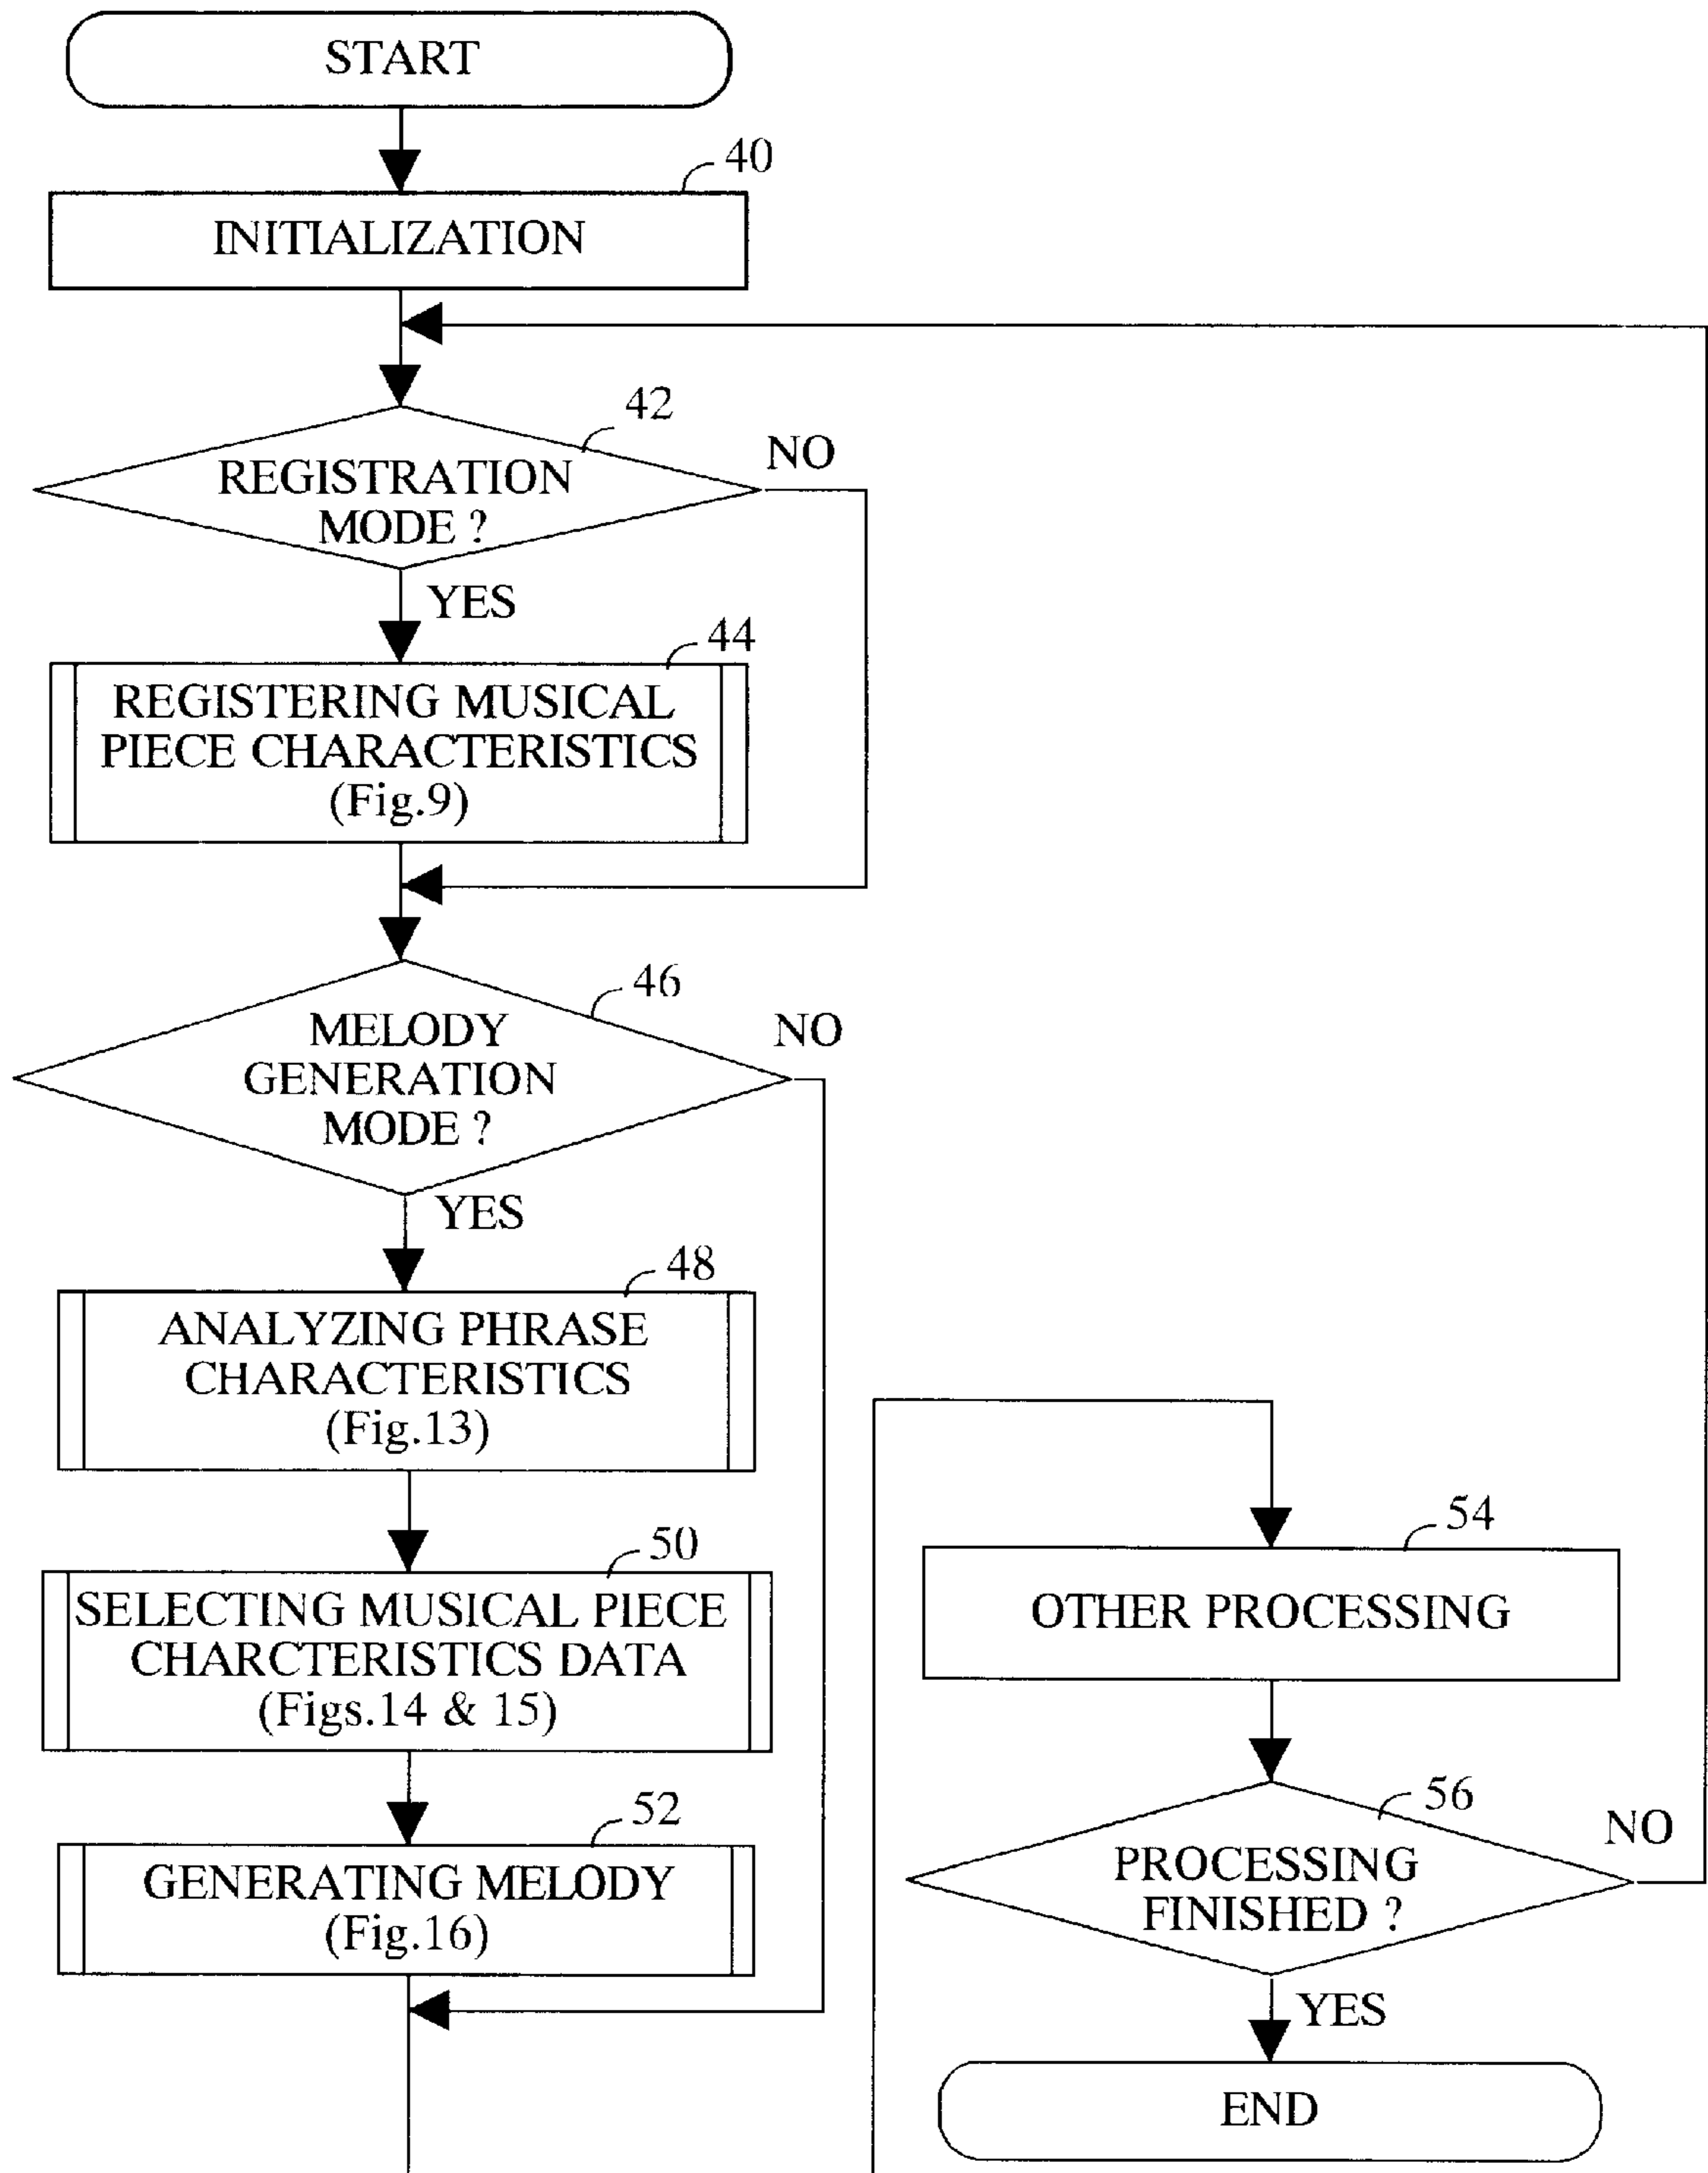 START
40
INITIALIZATION
42
NO
REGISTRATION
MODE ?
YES
44
REGISTERING MUSICAL
PIECE CHARACTERISTICS
(Fig.9)
46
NO
MELODY
GENERATION
MODE ?
YES
48
ANALYZING PHRASE
CHARACTERISTICS
(Fig.13)
50
SELECTING MUSICAL PIECE
CHARCTERISTICS DATA
(Figs.14 & 15)
52
GENERATING MELODY
(Fig.16)
54
OTHER PROCESSING
56
NO
PROCESSING
FINISHED ?
YES
END